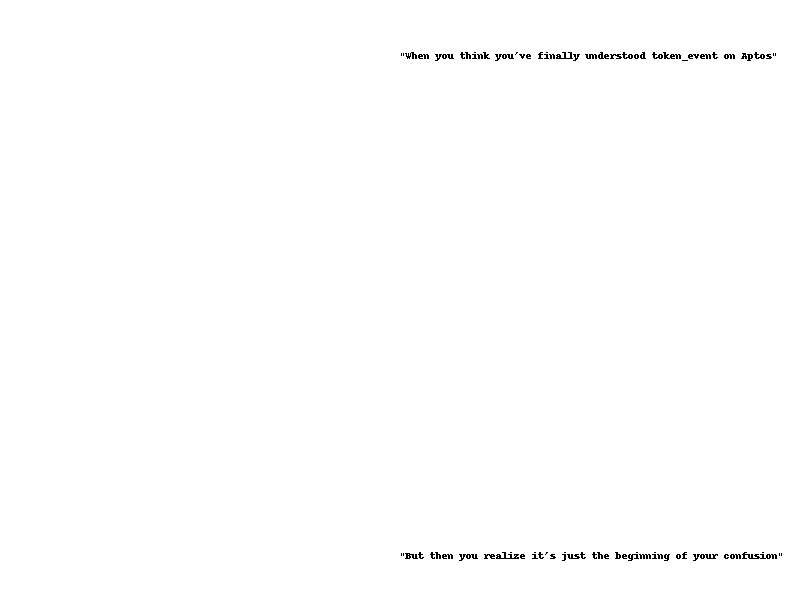 "When you think you've finally understood token_event on Aptos"
"But then you realize it's just the beginning of your confusion"